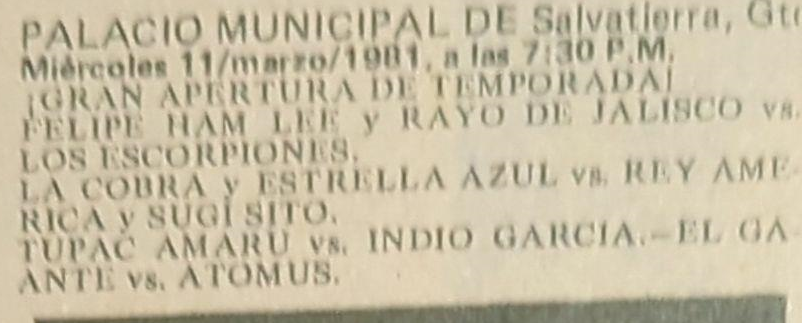 PALACIO MUNICIPAL DE Salvatierra, Gto
Miércoles 11/marzo/1981, a las 7:30 P.M.
¡GRAN APERTURA DE TEMPORADA!
FELIPE HAM LEE y RAYO DE JALISCO vs.
LOS ESCORPIONES.
LA COBRA y ESTRELLA AZUL vs. REY AME-
RICA y SUGI SITO.
TUPAC AMARU vs. INDIO GARCIA.—EL GA-
ANTE vs. ATOMUS.